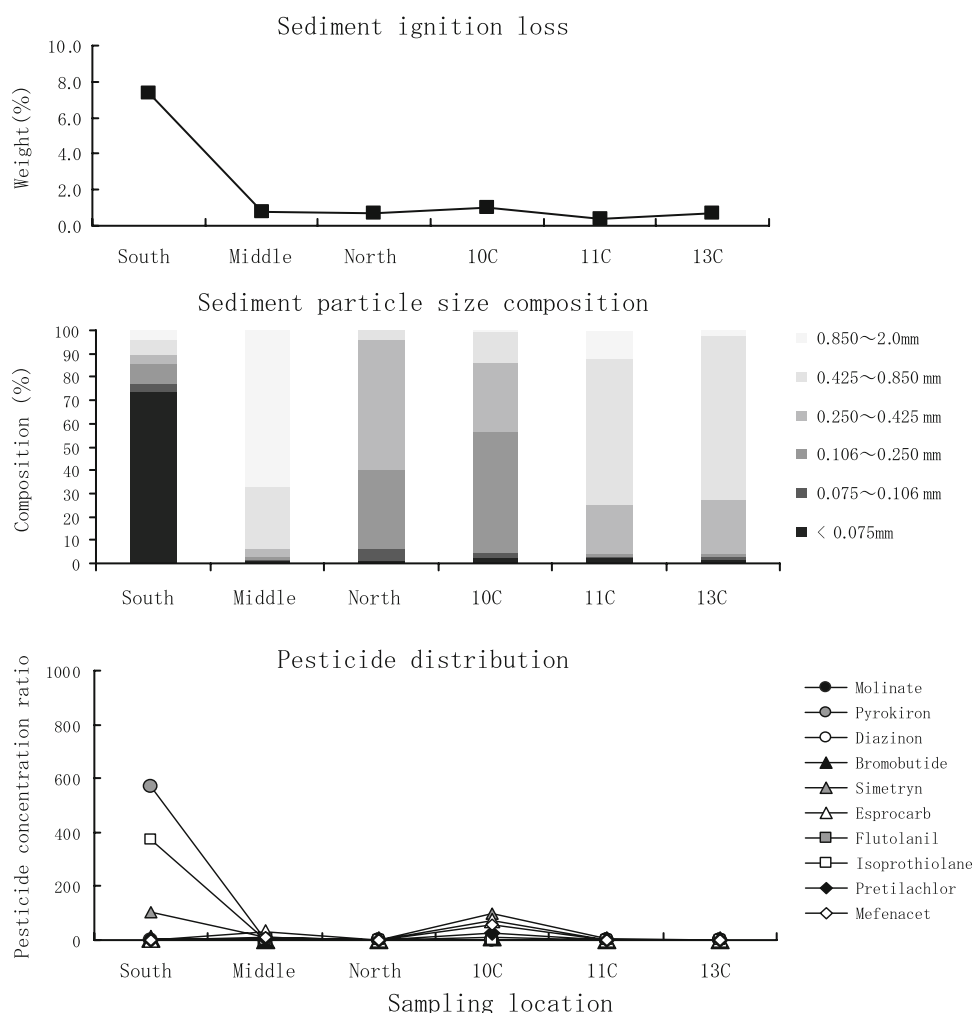 Sediment ignition loss
Weight(%)
10.0
8.0
6.0
4.0
2.0
0.0
South Middle North 10C 11C 13C
Sediment particle size composition
Composition (%)
100
90
80
70
60
50
40
30
20
10
0
South Middle North 10C 11C 13C
0.850～2.0mm
0.425～0.850 mm
0.250～0.425 mm
0.106～0.250 mm
0.075～0.106 mm
< 0.075mm
Pesticide distribution
Pesticide concentration ratio
1000
800
600
400
200
0
South Middle North 10C 11C 13C
Sampling location
Molinate
Pyrokiron
Diazinon
Bromobutide
Simetryn
Esprocarb
Flutolanil
Isoprothiolane
Pretilachlor
Mefenacet